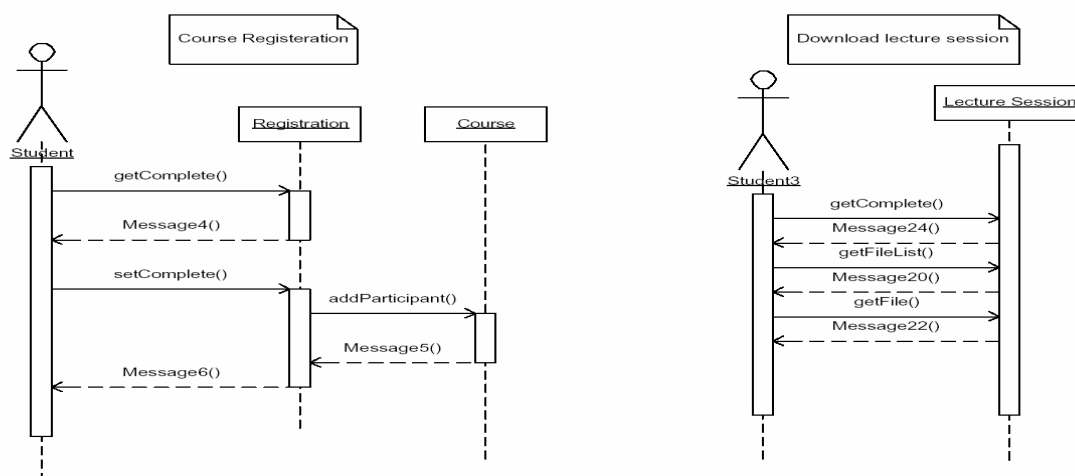 Course Registeration
Student
Registration
Course
getComplete()
Message4()
setComplete()
addParticipant()
Message5()
Message6()
Download lecture session
Student3
Lecture Session
getComplete()
Message24()
getFileList()
Message20()
getFile()
Message22()